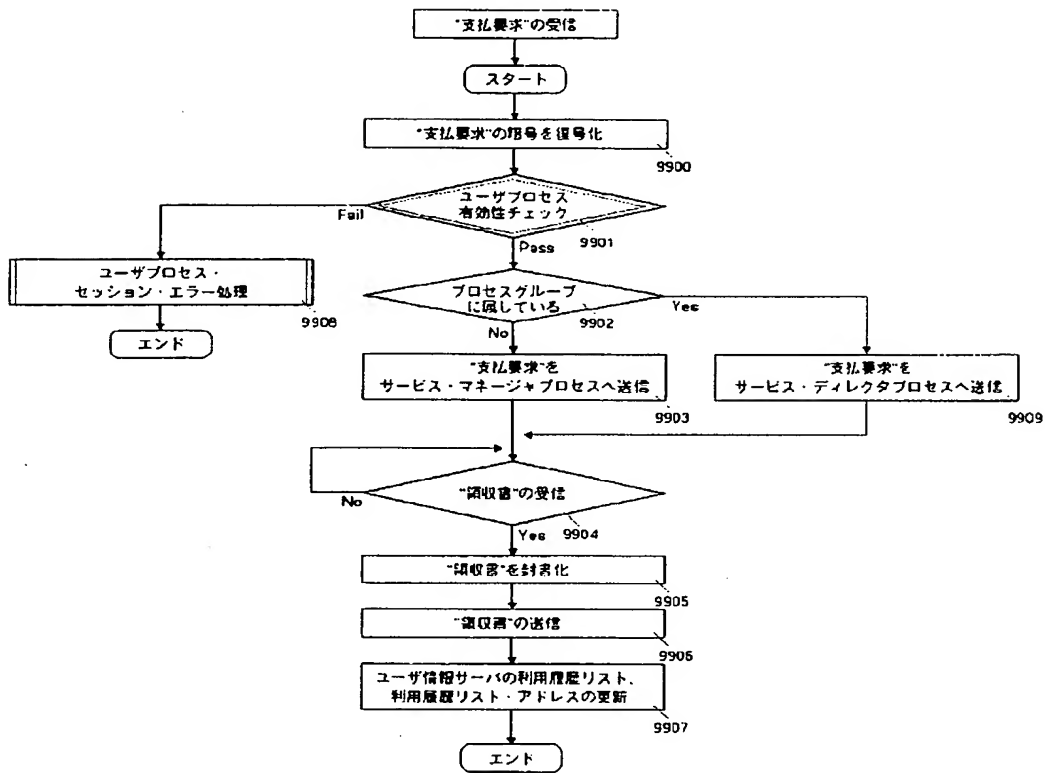 "支払要求"の受信
スタート
"支払要求"の暗号を復号化
9900
ユーザプロセス
有効性チェック
9901
Fail
Pass
ユーザプロセス・
セッション・エラー処理
9908
エンド
プロセスグループ
に属している
9902
Yes
No
"支払要求"を
サービス・マネージャプロセスへ送信
9903
"支払要求"を
サービス・ディレクタプロセスへ送信
9909
"領収書"の受信
9904
No
Yes
"領収書"を封書化
9905
"領収書"の送信
9906
ユーザ情報サーバの利用履歴リスト、
利用履歴リスト・アドレスの更新
9907
エンド